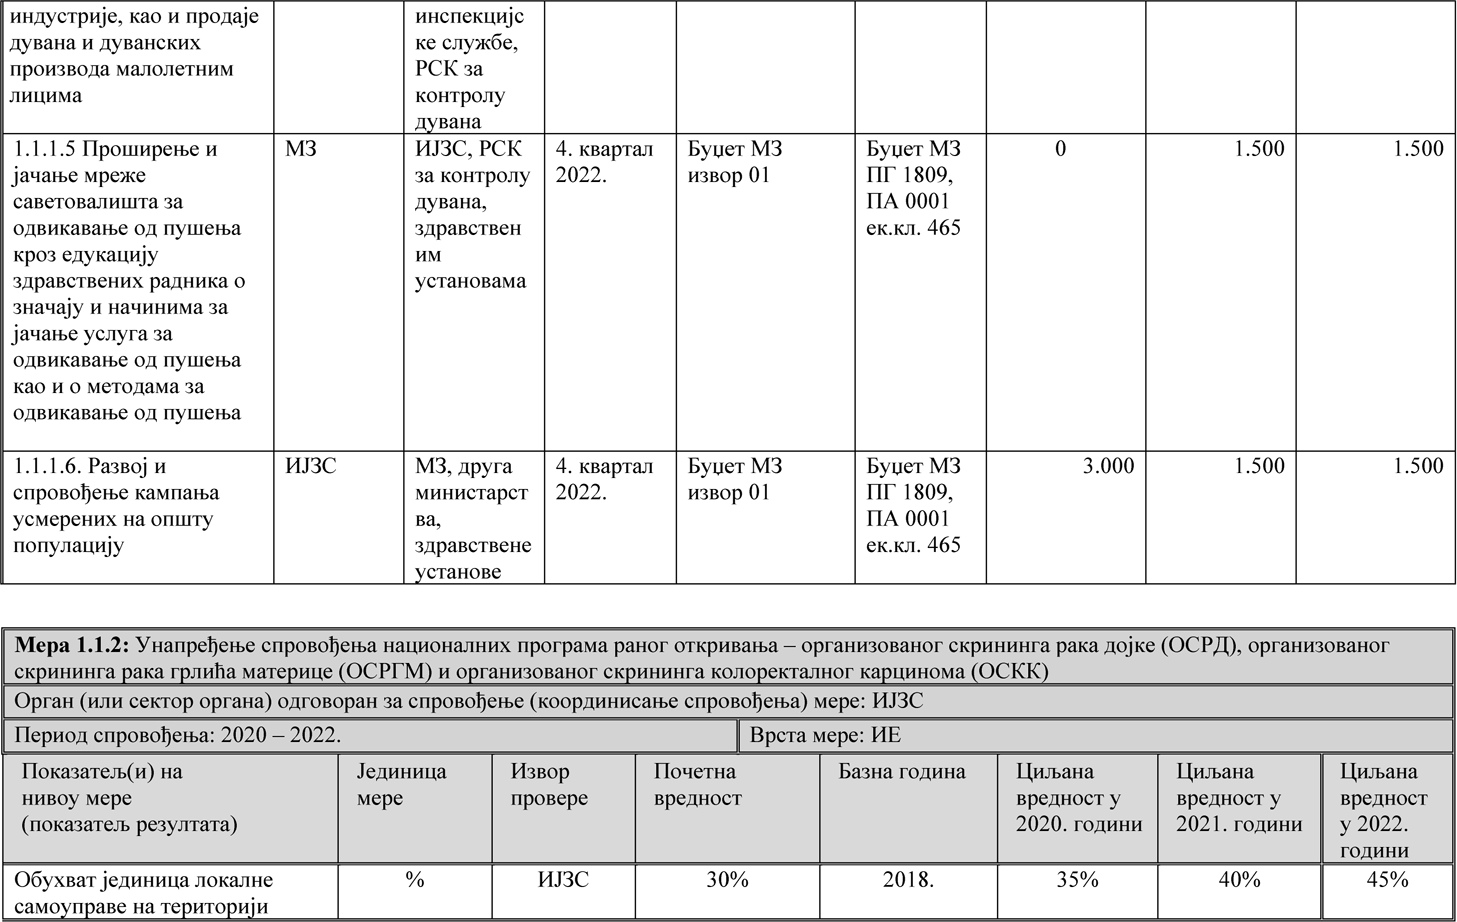 индустрије, као и продаје
дувана и дуванских
производа малолетним
лицима
инспекцијс
ке службе,
РСК за
контролу
дувана
1.1.1.5 Проширење и
јачање мреже
саветовалишта за
одвикавање од пушења
кроз едукацију
здравствених радника о
значају и начинима за
јачање услуга за
одвикавање од пушења
као и о методама за
одвикавање од пушења
МЗ
ИЈЗС, РСК
за контролу
дувана,
здравствен
им
установама
4. квартал
2022.
Буџет МЗ
извор 01
Буџет МЗ
ПГ 1809,
ПА 0001
ек.кл. 465
0
1.500
1.500
1.1.1.6. Развој и
спровођење кампања
усмерених на општу
популацију
ИЈЗС
МЗ, друга
министарст
ва,
здравствене
установе
4. квартал
2022.
Буџет МЗ
извор 01
Буџет МЗ
ПГ 1809,
ПА 0001
ек.кл. 465
3.000
1.500
1.500
Мера 1.1.2: Унапређење спровођења националних програма раног откривања – организованог скрининга рака дојке (ОСРД), организованог
скрининга рака грлића материце (ОСРГМ) и организованог скрининга колоректалног карцинома (ОСКК)
Орган (или сектор органа) одговоран за спровођење (координисање спровођења) мере: ИЈЗС
Период спровођења: 2020 – 2022.
Врста мере: ИЕ
Показатељ(и) на
нивоу мере
(показатељ резултата)
Јединица
мере
Извор
провере
Почетна
вредност
Базна година
Циљана
вредност у
2020. години
Циљана
вредност у
2021. години
Циљана
вредност
у 2022.
години
Обухват јединица локалне
самоуправе на територији
%
ИЈЗС
30%
2018.
35%
40%
45%